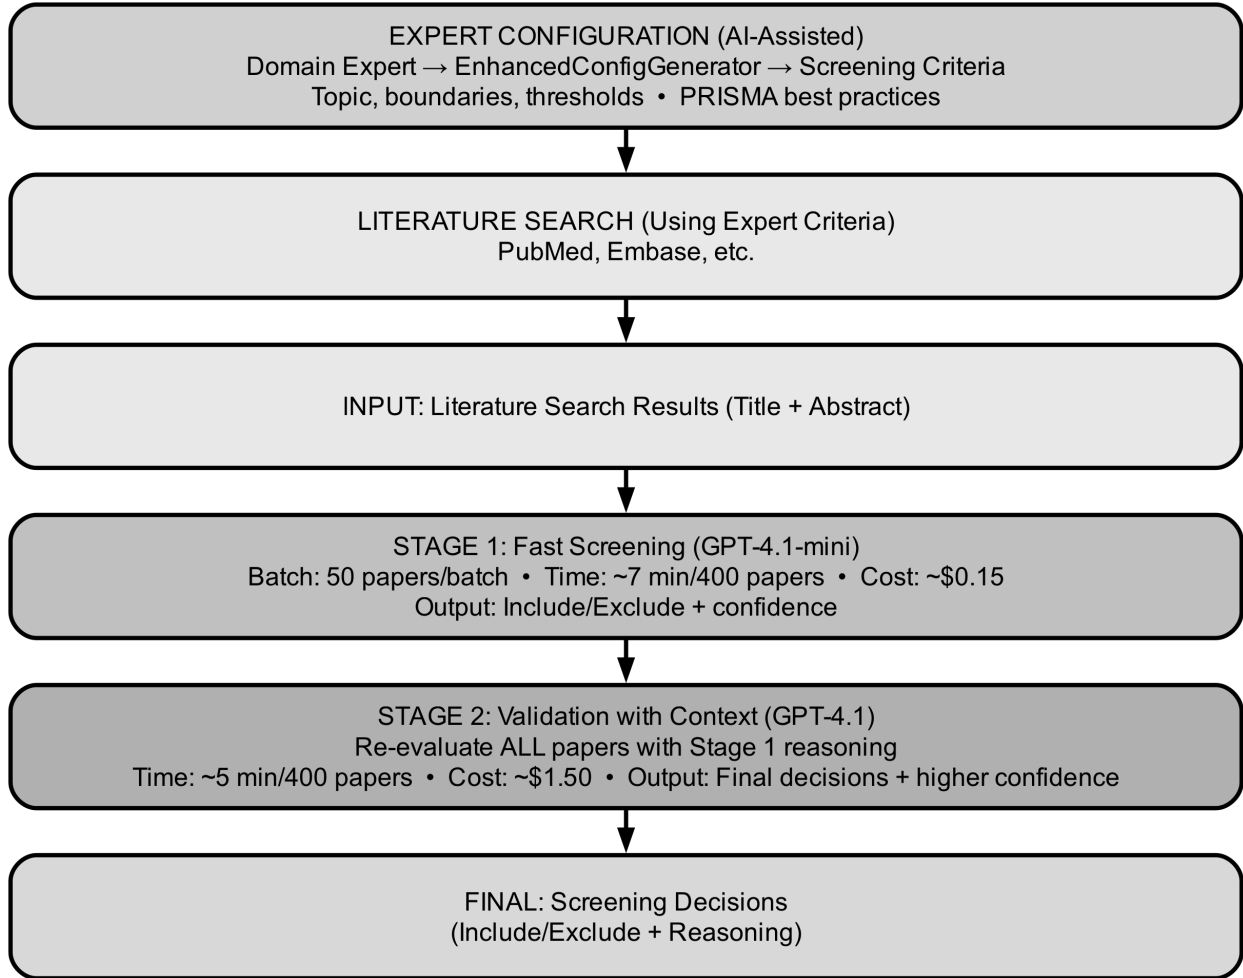 EXPERT CONFIGURATION (AI-Assisted)
Domain Expert → EnhancedConfigGenerator → Screening Criteria
Topic, boundaries, thresholds • PRISMA best practices
LITERATURE SEARCH (Using Expert Criteria)
PubMed, Embase, etc.
INPUT: Literature Search Results (Title + Abstract)
STAGE 1: Fast Screening (GPT-4.1-mini)
Batch: 50 papers/batch • Time: ~7 min/400 papers • Cost: ~$0.15
Output: Include/Exclude + confidence
STAGE 2: Validation with Context (GPT-4.1)
Re-evaluate ALL papers with Stage 1 reasoning
Time: ~5 min/400 papers • Cost: ~$1.50 • Output: Final decisions + higher confidence
FINAL: Screening Decisions
(Include/Exclude + Reasoning)